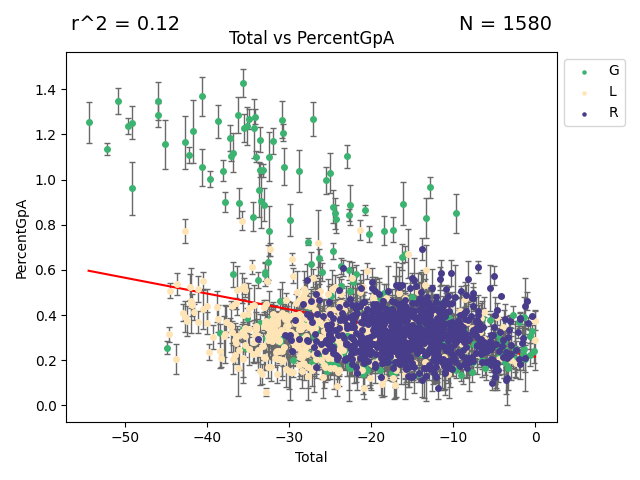 r^2 = 0.12
N = 1580
Total vs PercentGpA
G
L
R
PercentGpA
1.4
1.2
1.0
0.8
0.6
0.4
0.2
0.0
−50
−40
−30
−20
−10
0
Total